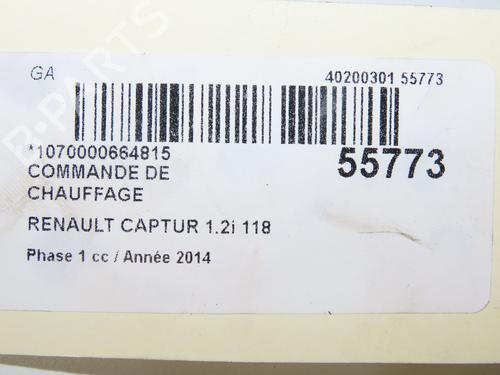 GA
40200301 55773
*1070000664815
55773
COMMANDE DE
CHAUFFAGE
RENAULT CAPTUR 1.2i 118
Phase 1 cc / Année 2014
B-PARTS